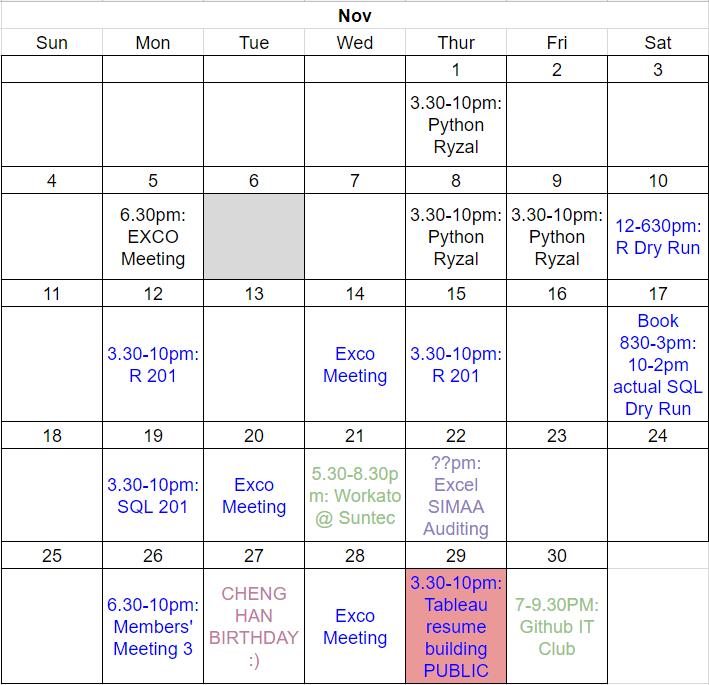 Nov
Sun Mon Tue Wed Thur Fri Sat
1 2 3
3.30-10pm:
Python
Ryzal
4 5 6 7 8 9 10
6.30pm:
EXCO
Meeting
3.30-10pm:
Python
Ryzal
3.30-10pm:
Python
Ryzal
12-630pm:
R Dry Run
11 12 13 14 15 16 17
3.30-10pm:
R 201
Exco
Meeting
3.30-10pm:
R 201
Book
830-3pm:
10-2pm
actual SQL
Dry Run
18 19 20 21 22 23 24
3.30-10pm:
SQL 201
Exco
Meeting
5.30-8.30p
m: Workato
@ Suntec
??pm:
Excel
SIMAA
Auditing
25 26 27 28 29 30
6.30-10pm:
Members'
Meeting 3
CHENG
HAN
BIRTHDAY
:)
Exco
Meeting
3.30-10pm:
Tableau
resume
building
PUBLIC
7-9.30PM:
Github IT
Club